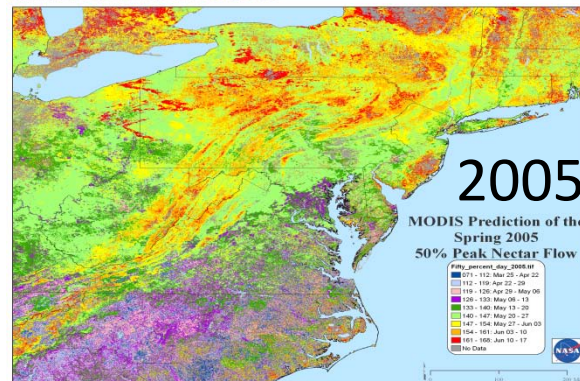 2005
MODIS Prediction of the
Spring 2005
50% Peak Nectar Flow
Fifty_percent_day_2005.tif
071 - 112: Mar 25 - Apr 22
112 - 119: Apr 22 - 29
119 - 126: Apr 29 - May 06
126 - 133: May 06 - 13
133 - 140: May 13 - 20
140 - 147: May 20 - 27
147 - 154: May 27 - Jun 03
154 - 161: Jun 03 - 10
161 - 168: Jun 10 - 17
No Data
NASA